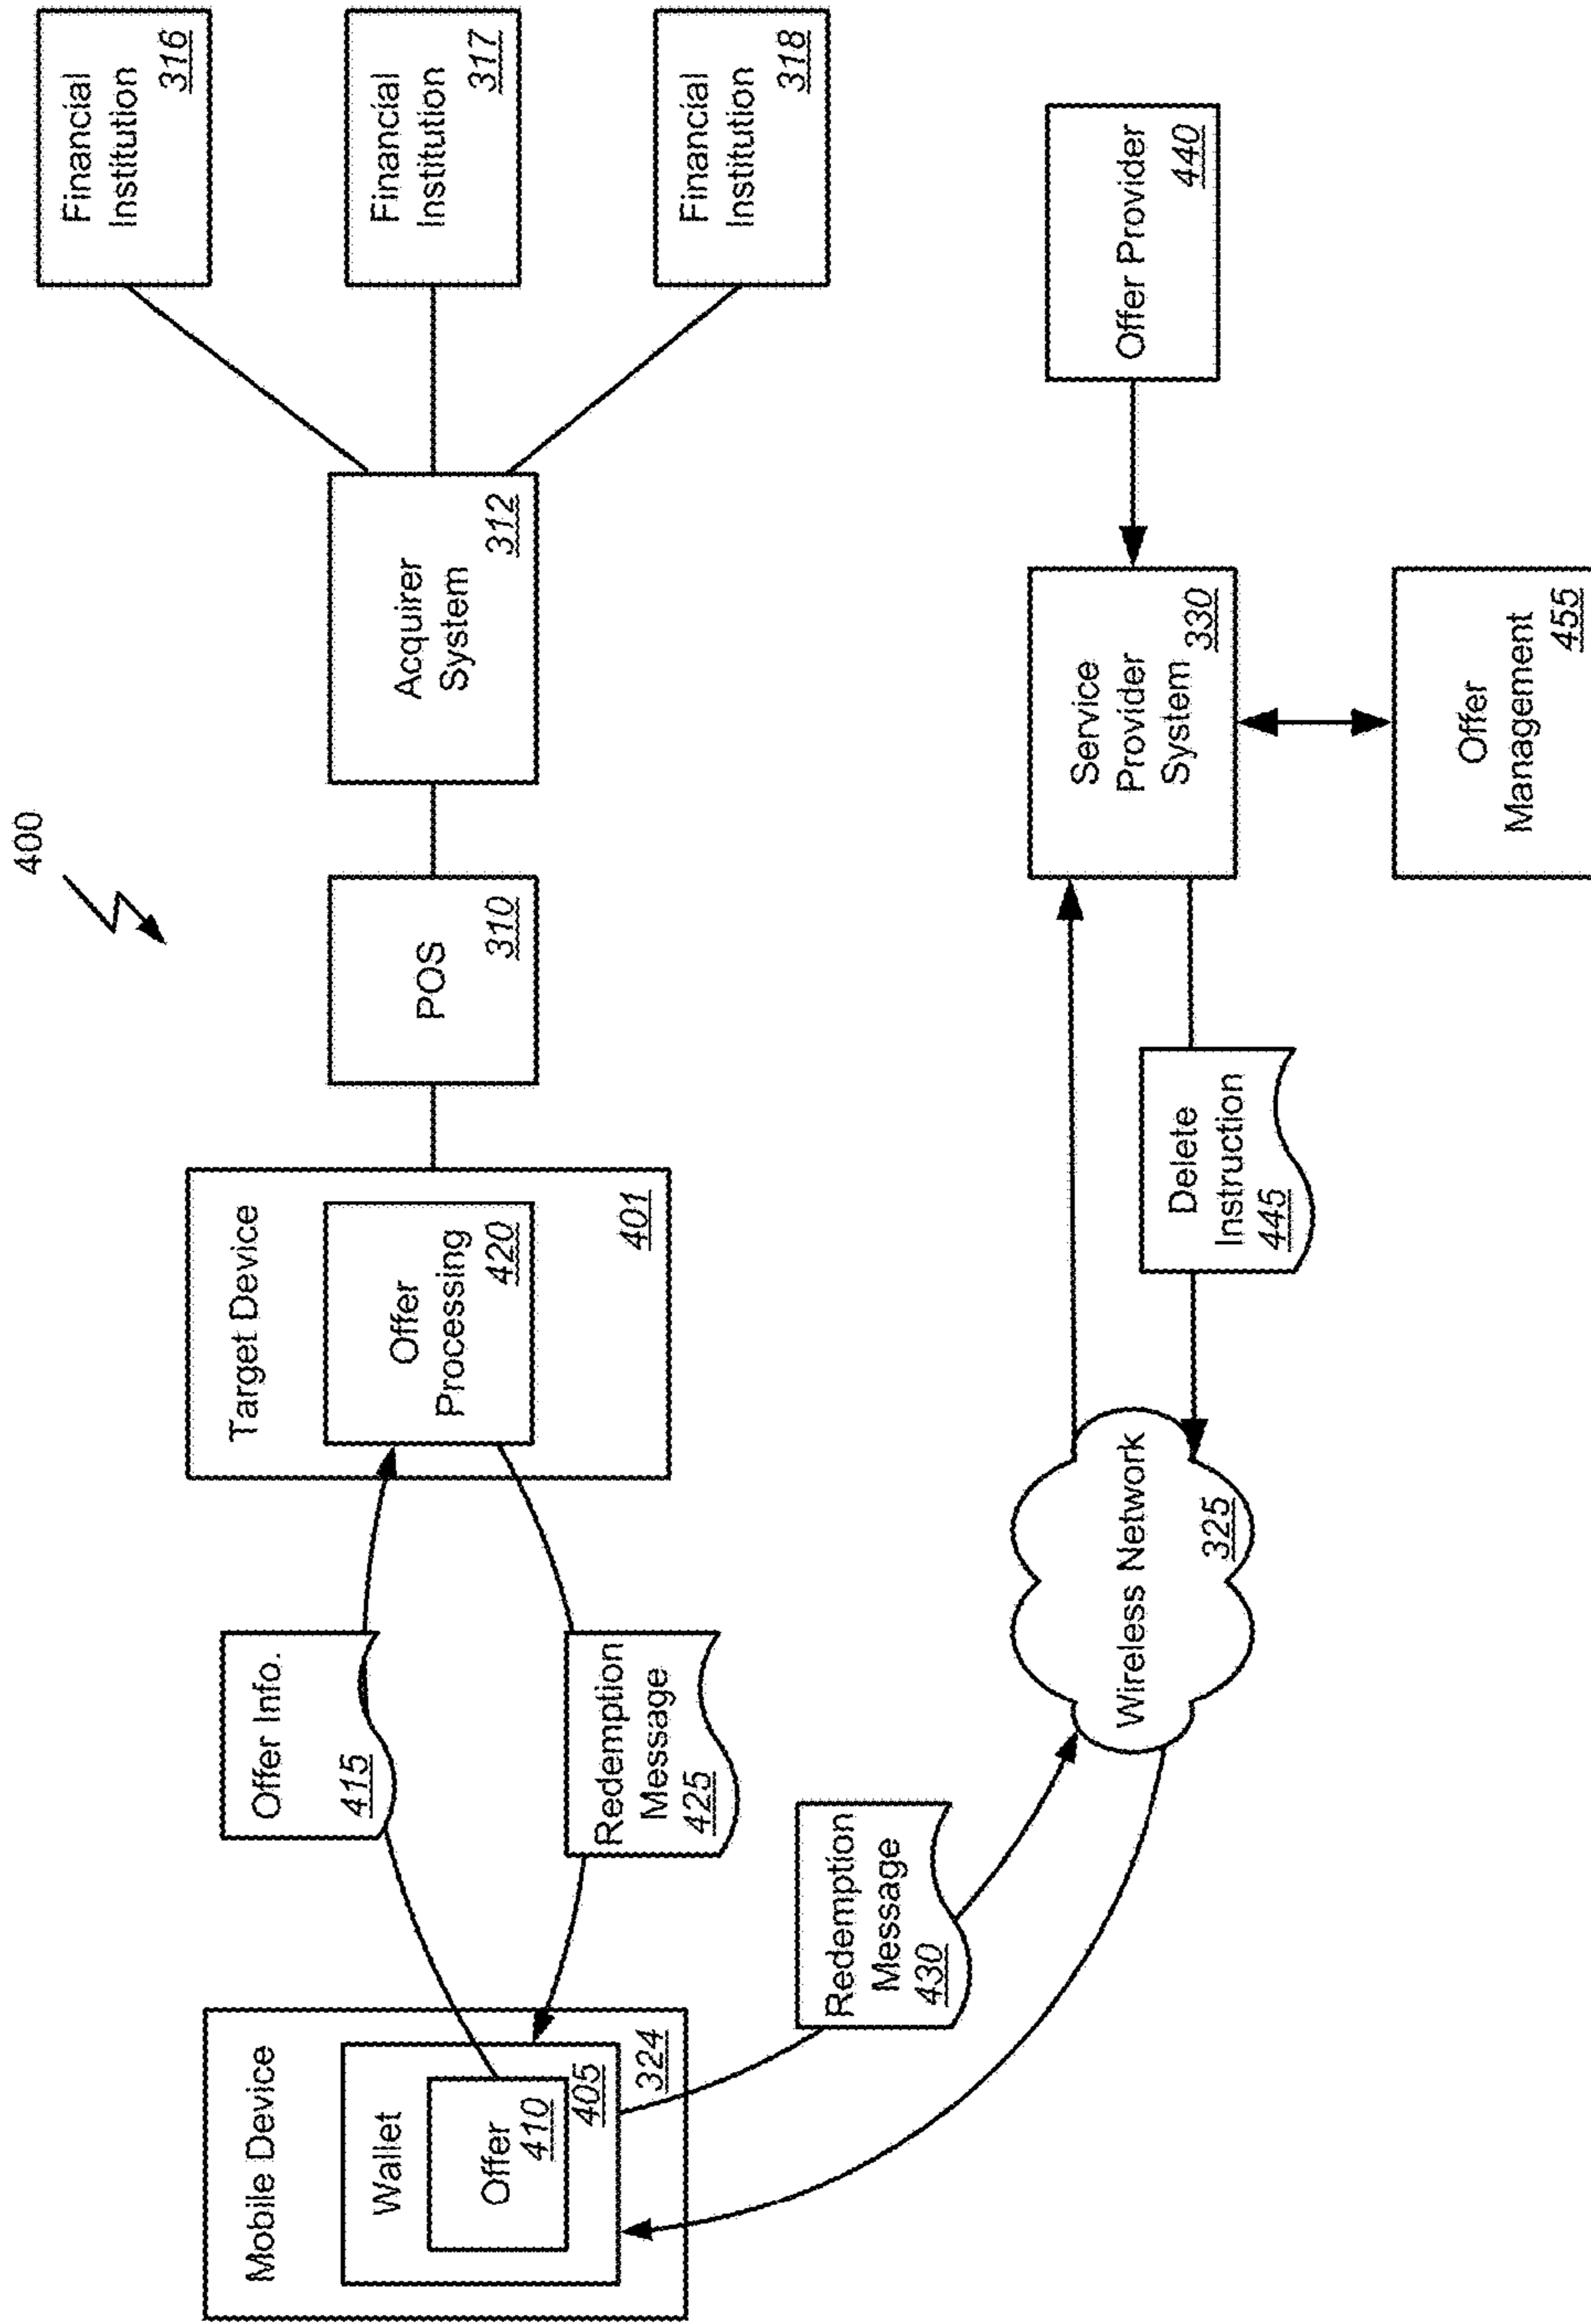 400
Mobile Device
Wallet
Offer
410
405
324
Offer Info.
415
Redemption
Message
425
Target Device
Offer
Processing
420
401
POS
310
Acquirer
System
312
Financial
Institution
316
Financial
Institution
317
Financial
Institution
318
Redemption
Message
430
Wireless Network
325
Delete
Instruction
445
Service
Provider
System
330
Offer Provider
440
Offer
Management
455